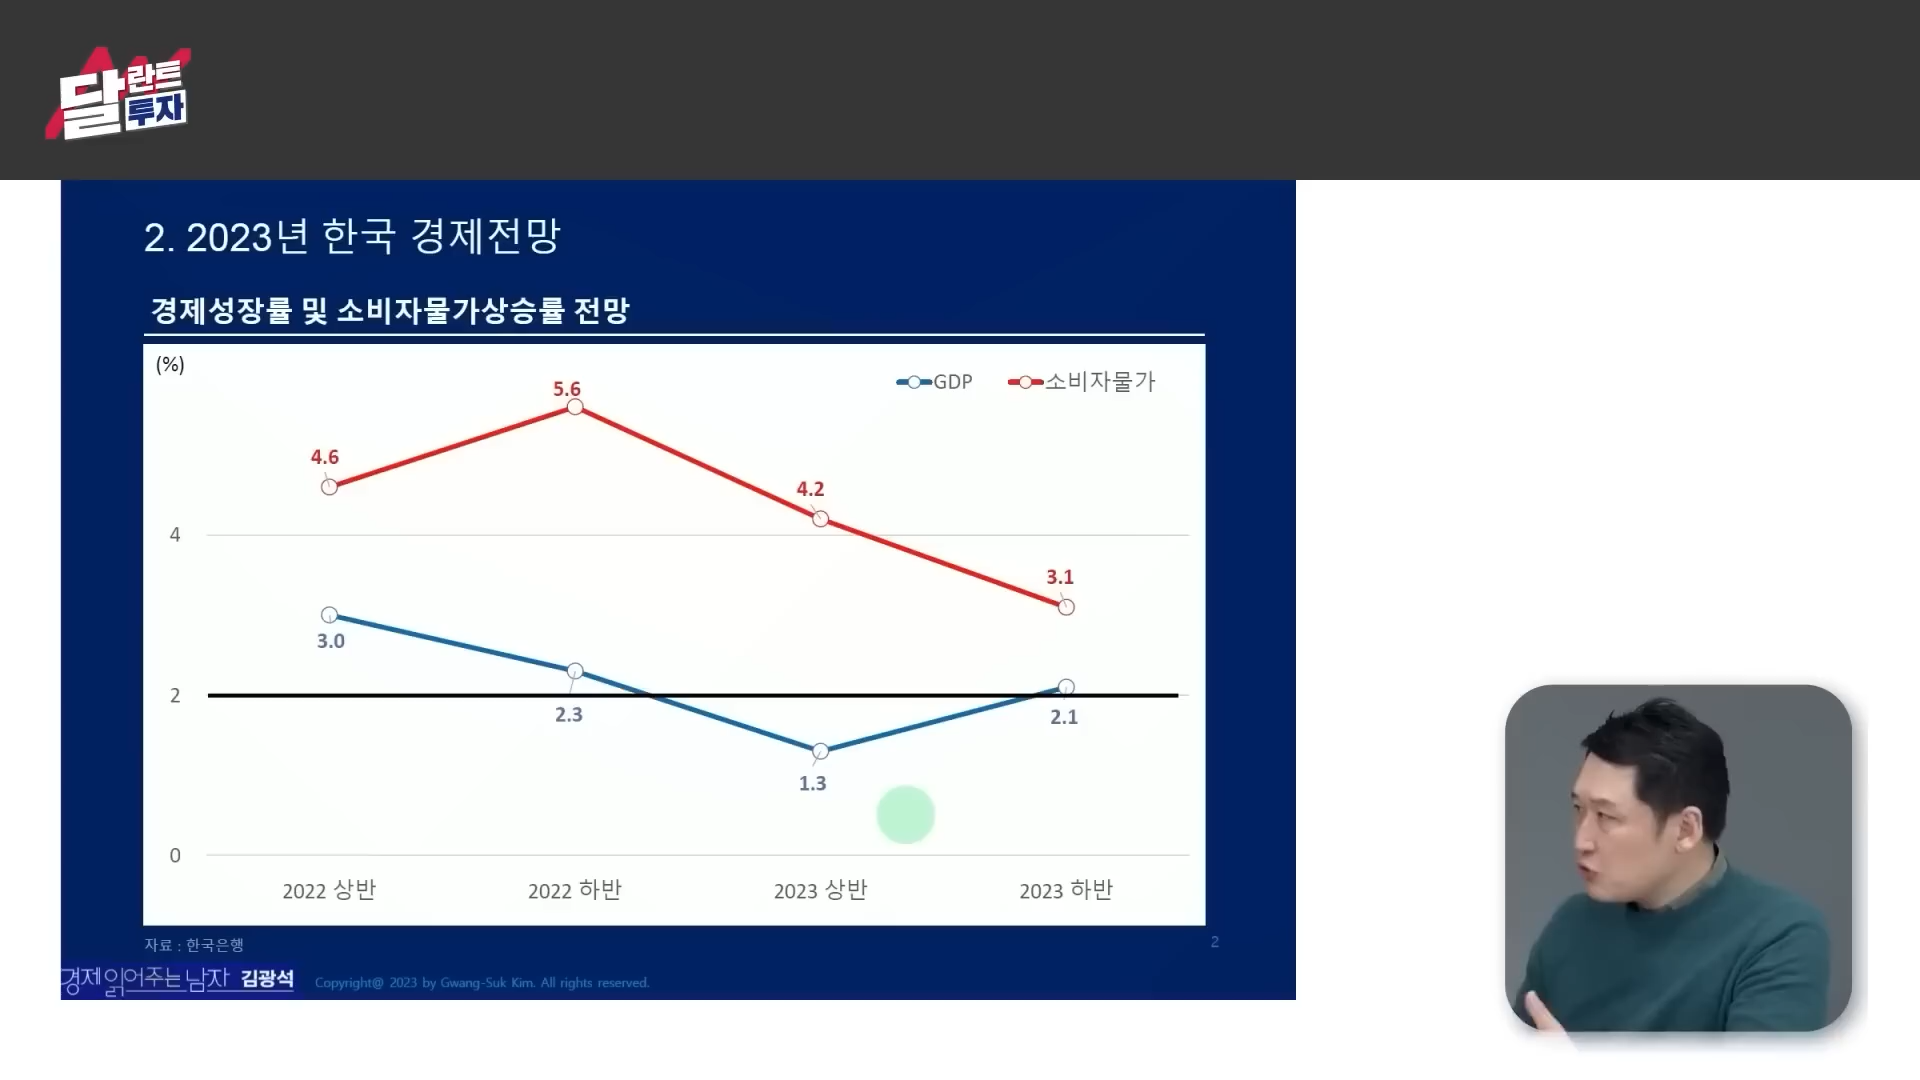 달란트
투자
2. 2023년 한국 경제전망
경제성장률 및 소비자물가상승률 전망
(%)
GDP
소비자물가
5.6
4.6
4.2
4
3.1
3.0
2
2.3
2.1
1.3
0
2022 상반
2022 하반
2023 상반
2023 하반
자료 : 한국은행
2
경제 읽어주는 남자 김광석
Copyright@ 2023 by Gwang-Suk Kim. All rights reserved.